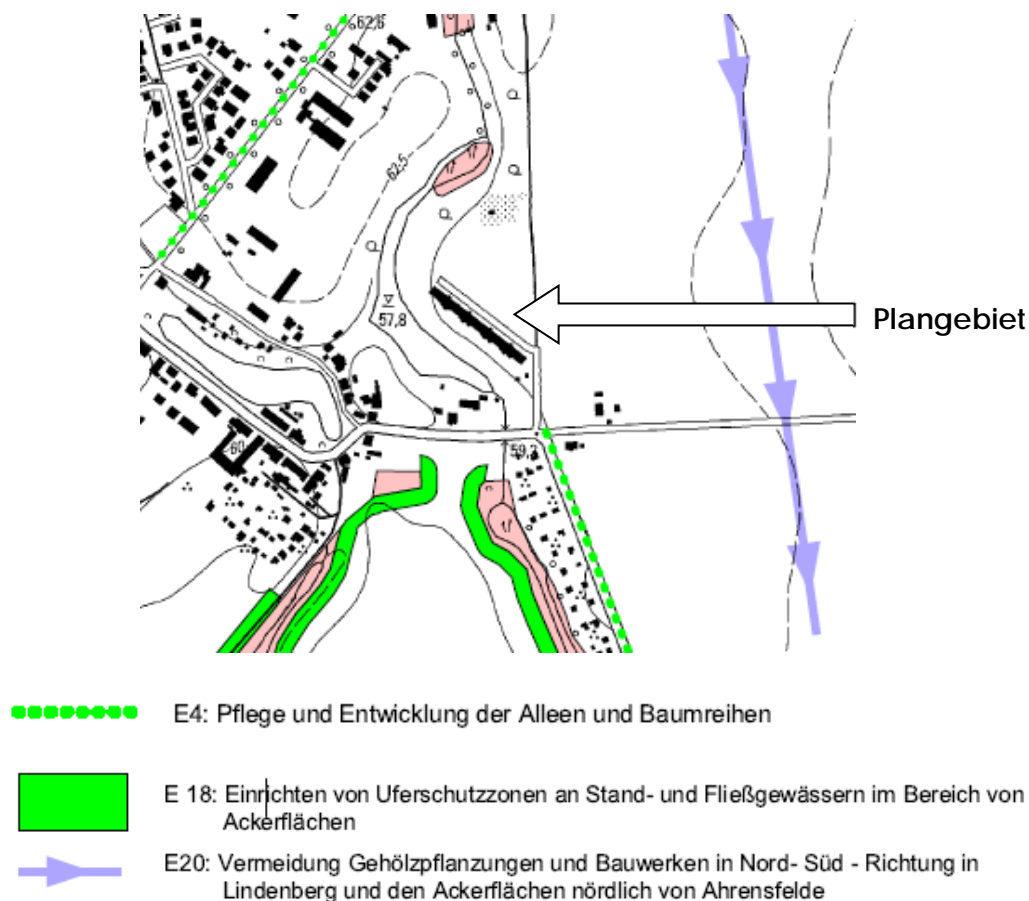 62,6
62,5
57,8
Plangebiet
60
59,3
E4: Pflege und Entwicklung der Alleen und Baumreihen
E 18: Einrichten von Uferschutzzonen an Stand- und Fließgewässern im Bereich von
Ackerflächen
E20: Vermeidung Gehölzpflanzungen und Bauwerken in Nord- Süd - Richtung in
Lindenberg und den Ackerflächen nördlich von Ahrensfelde